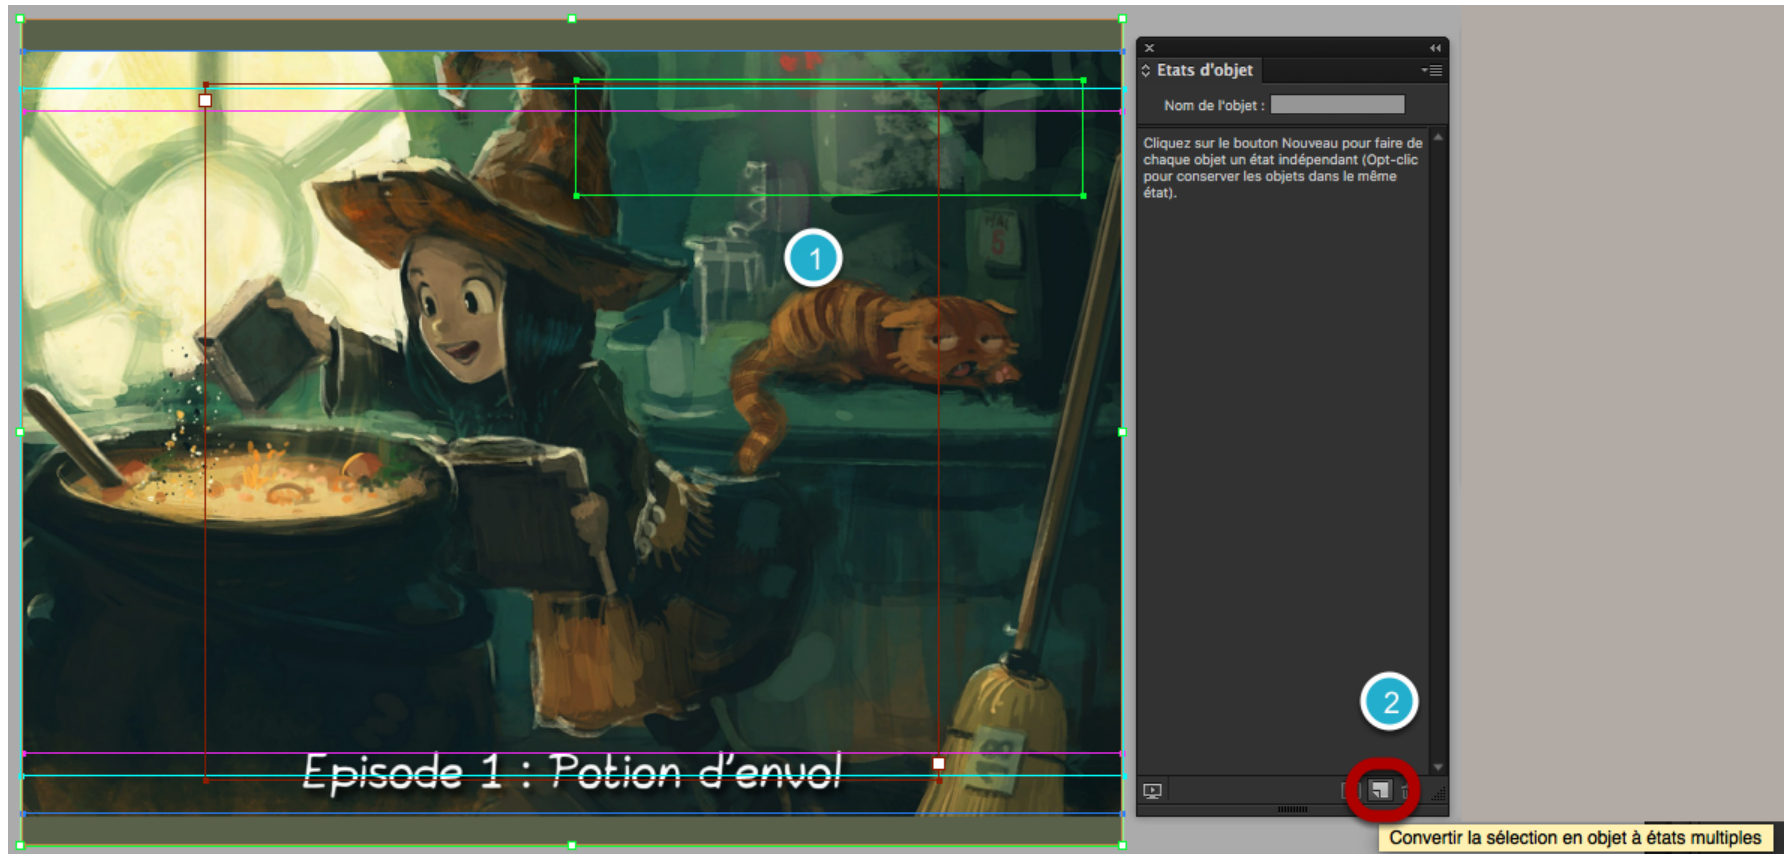 Etats d'objet
Nom de l'objet :
Cliquez sur le bouton Nouveau pour faire de
chaque objet un état indépendant (Opt-clic
pour conserver les objets dans le même
état).
1
MAI
6
2
Episode 1 : Potion d'envol
Convertir la sélection en objet à états multiples